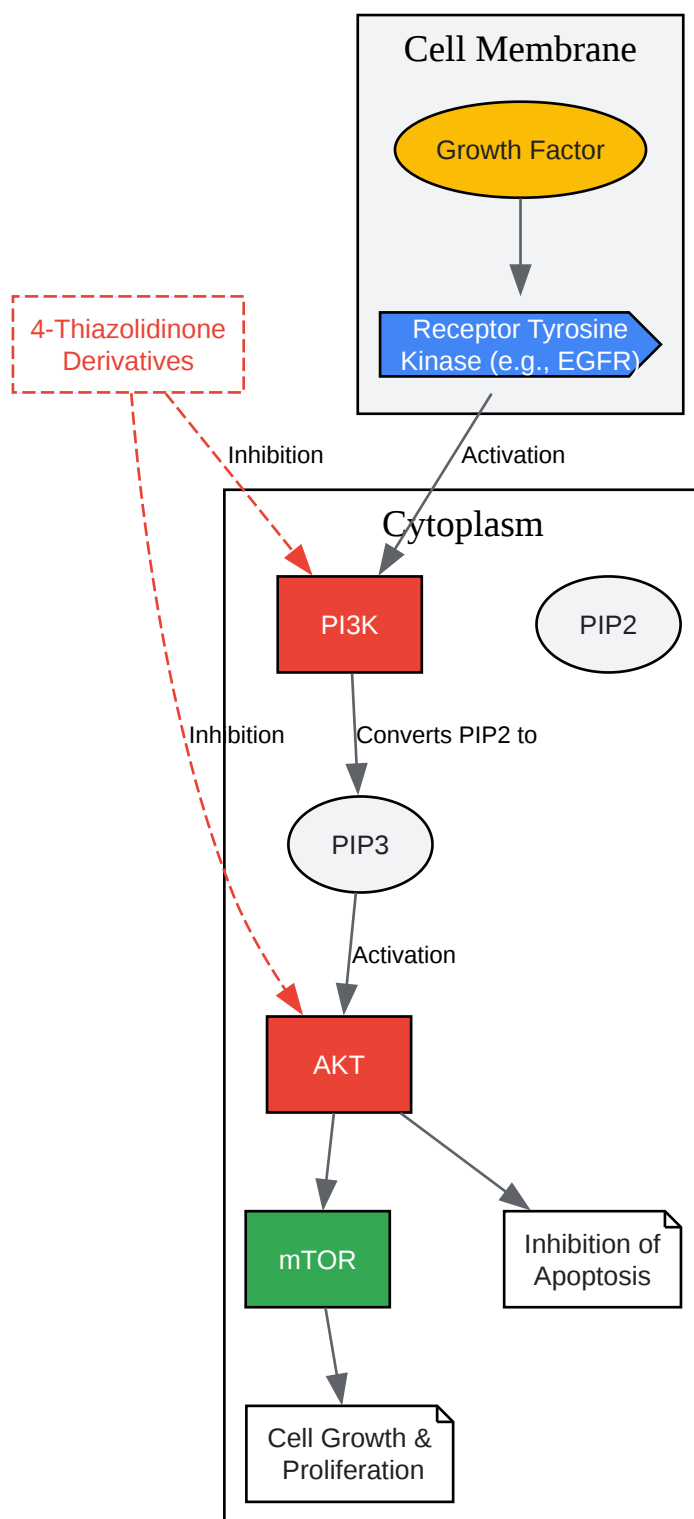 Cell Membrane
Growth Factor
4-Thiazolidinone
Derivatives
Receptor Tyrosine
Kinase (e.g., EGFR)
Inhibition
Activation
Cytoplasm
PI3K
PIP2
Inhibition
Converts PIP2 to
PIP3
Activation
AKT
mTOR
Inhibition of
Apoptosis
Cell Growth &
Proliferation